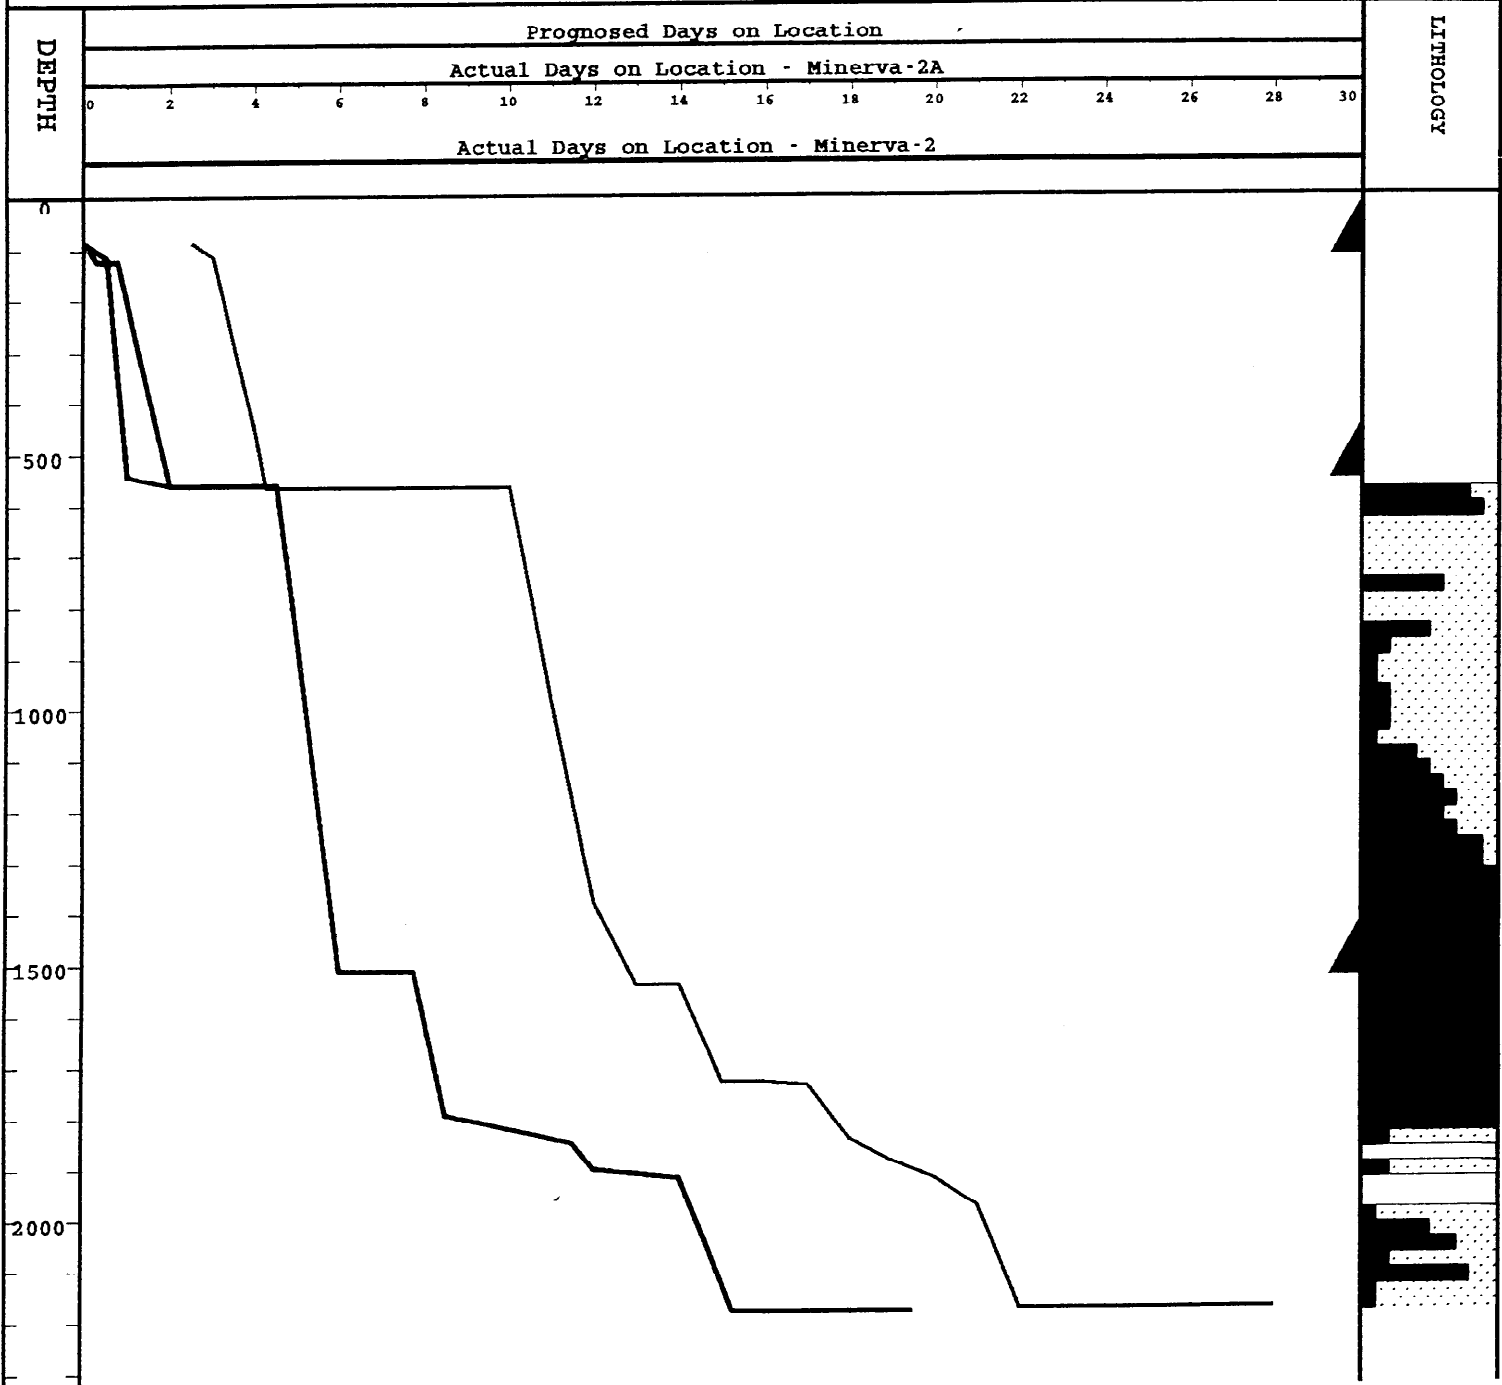 Prognosed Days on Location
Actual Days on Location - Minerva-2A
0 2 4 6 8 10 12 14 16 18 20 22 24 26 28 30
Actual Days on Location - Minerva-2
DEPTH
LITHOLOGY
0
500
1000
1500
2000